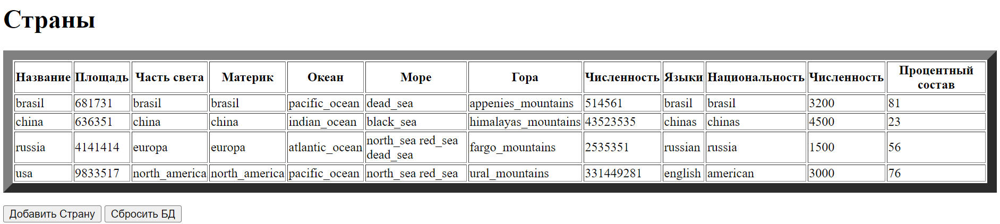 Страны
Название Площадь Часть света Материк Океан Море Гора Численность Языки Национальность Численность Процентный состав
brasil 681731 brasil brasil pacific_ocean dead_sea appenies_mountains 514561 brasil brasil 3200 81
china 636351 china china indian_ocean black_sea himalayas_mountains 43523535 chinas chinas 4500 23
russia 4141414 europa europa atlantic_ocean north_sea red_sea dead_sea fargo_mountains 2535351 russian russia 1500 56
usa 9833517 north_america north_america pacific_ocean north_sea red_sea ural_mountains 331449281 english american 3000 76
Добавить Страну Сбросить БД